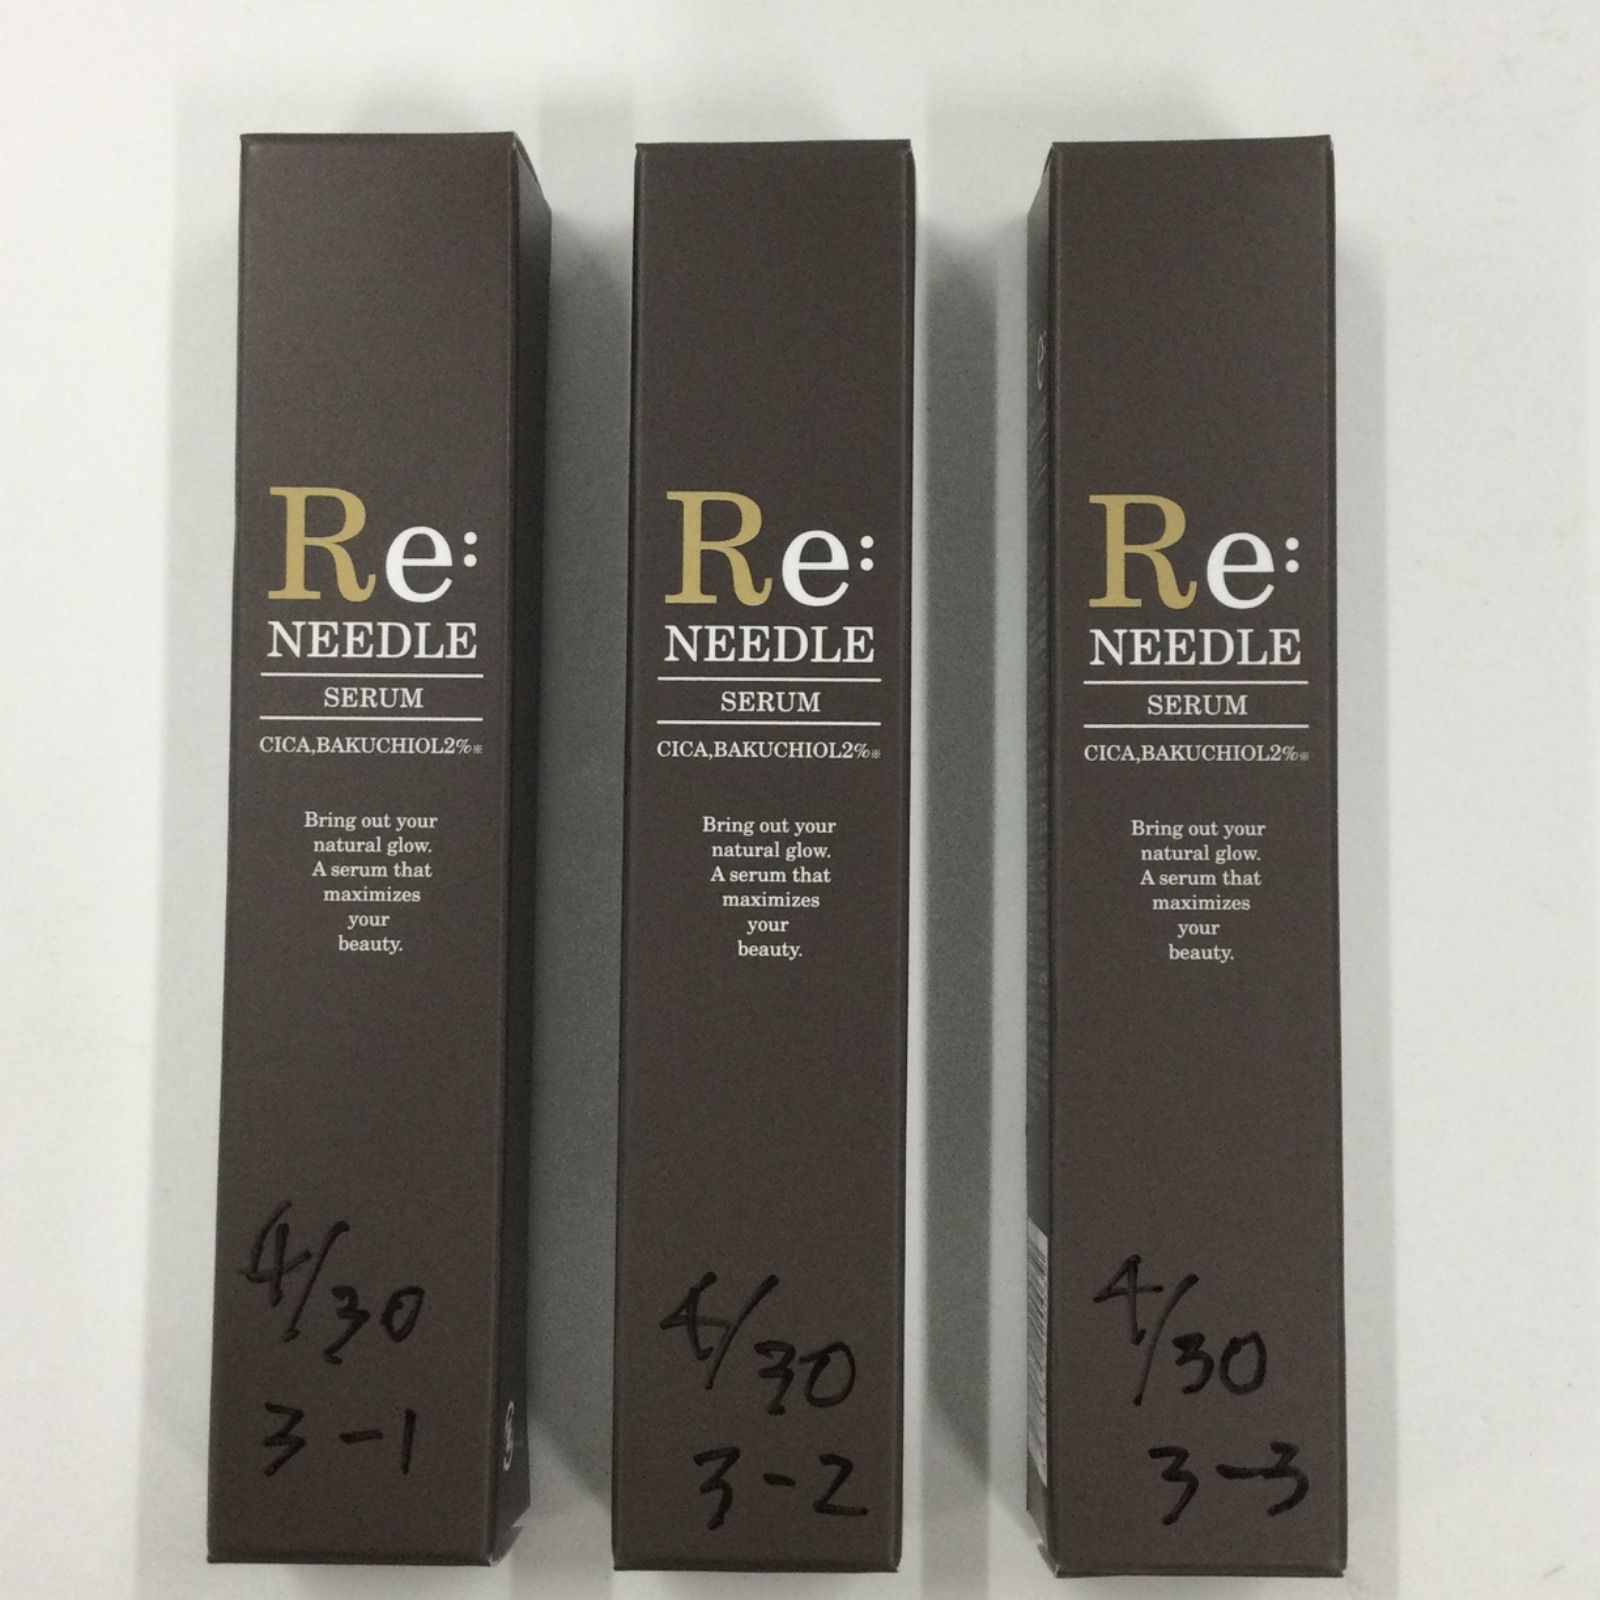 Re:
NEEDLE
SERUM
CICA,BAKUCHIOL2%※
Bring out your
natural glow.
A serum that
maximizes
your
beauty.
4/30
3-1
Re:
NEEDLE
SERUM
CICA,BAKUCHIOL2%※
Bring out your
natural glow.
A serum that
maximizes
your
beauty.
4/30
3-2
Re:
NEEDLE
SERUM
CICA,BAKUCHIOL2%※
Bring out your
natural glow.
A serum that
maximizes
your
beauty.
4/30
3-3